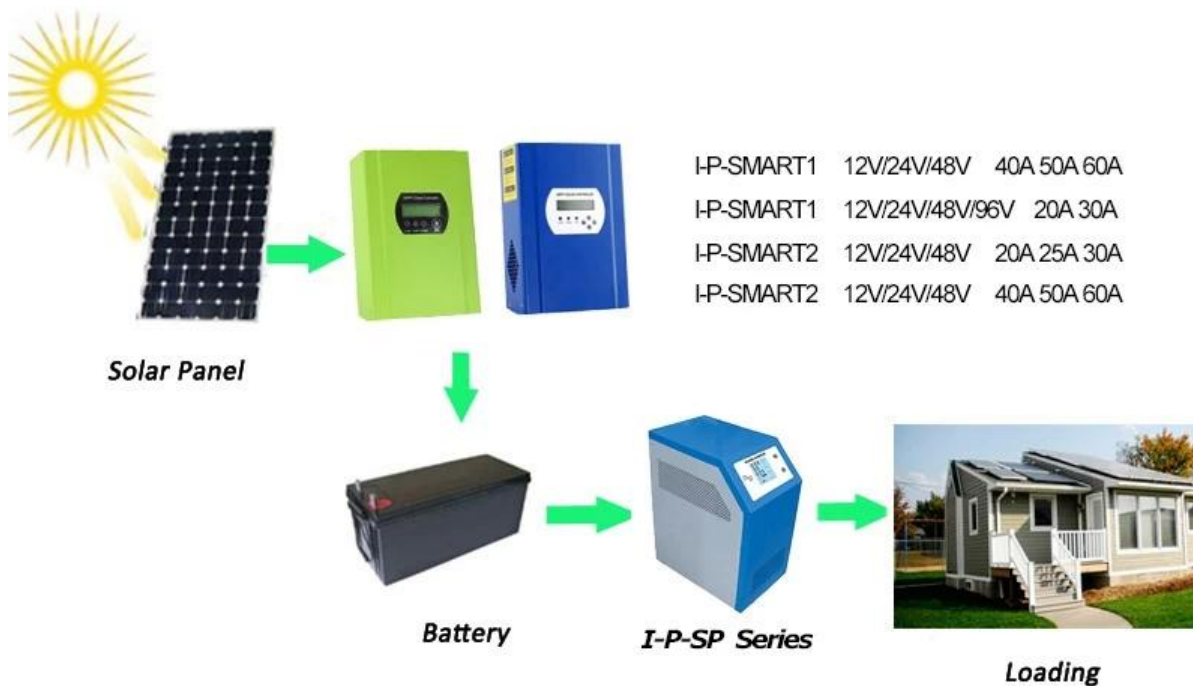 I-P-SMART1 12V/24V/48V 40A 50A 60A
I-P-SMART1 12V/24V/48V/96V 20A 30A
I-P-SMART2 12V/24V/48V 20A 25A 30A
I-P-SMART2 12V/24V/48V 40A 50A 60A
Solar Panel
Battery
I-P-SP Series
Loading